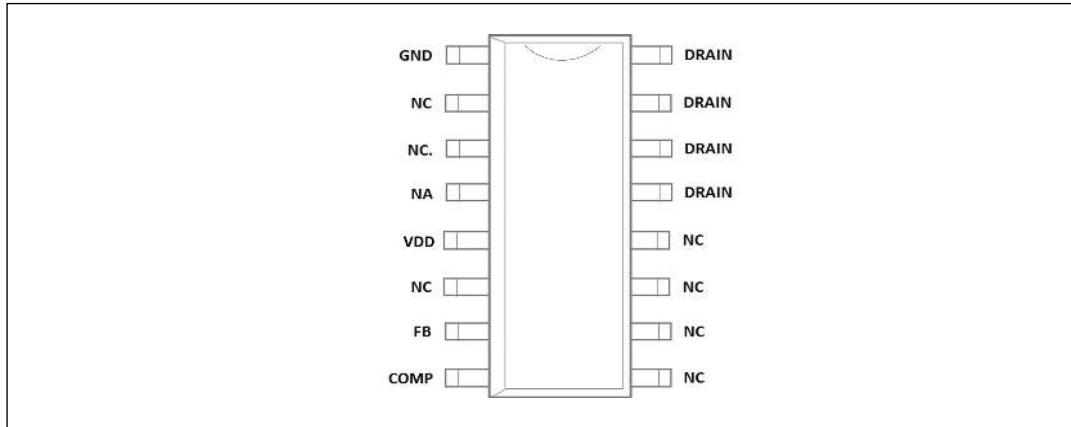 GND DRAIN
NC DRAIN
NC. DRAIN
NA DRAIN
VDD NC
NC NC
FB NC
COMP NC